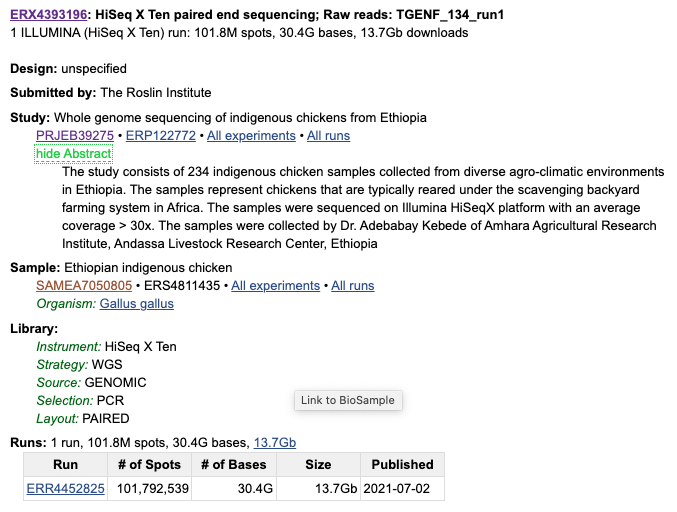 ERX4393196: HiSeq X Ten paired end sequencing; Raw reads: TGENF_134_run1
1 ILLUMINA (HiSeq X Ten) run: 101.8M spots, 30.4G bases, 13.7Gb downloads
Design: unspecified
Submitted by: The Roslin Institute
Study: Whole genome sequencing of indigenous chickens from Ethiopia
PRJEB39275 • ERP122772 • All experiments • All runs
hide Abstract
The study consists of 234 indigenous chicken samples collected from diverse agro-climatic environments
in Ethiopia. The samples represent chickens that are typically reared under the scavenging backyard
farming system in Africa. The samples were sequenced on Illumina HiSeqX platform with an average
coverage > 30x. The samples were collected by Dr. Adebabay Kebede of Amhara Agricultural Research
Institute, Andassa Livestock Research Center, Ethiopia
Sample: Ethiopian indigenous chicken
SAMEA7050805 • ERS4811435 • All experiments • All runs
Organism: Gallus gallus
Library:
Instrument: HiSeq X Ten
Strategy: WGS
Source: GENOMIC
Selection: PCR
Link to BioSample
Layout: PAIRED
Runs: 1 run, 101.8M spots, 30.4G bases, 13.7Gb
Run # of Spots # of Bases Size Published
ERR4452825 101,792,539 30.4G 13.7Gb 2021-07-02